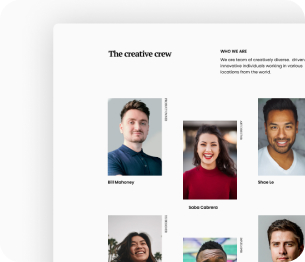 The creative crew
WHO WE ARE
We are team of creatively diverse. driven
innovative individuals working in various
locations from the world.
Bill Mahoney
Saba Cabrera
Shae Le